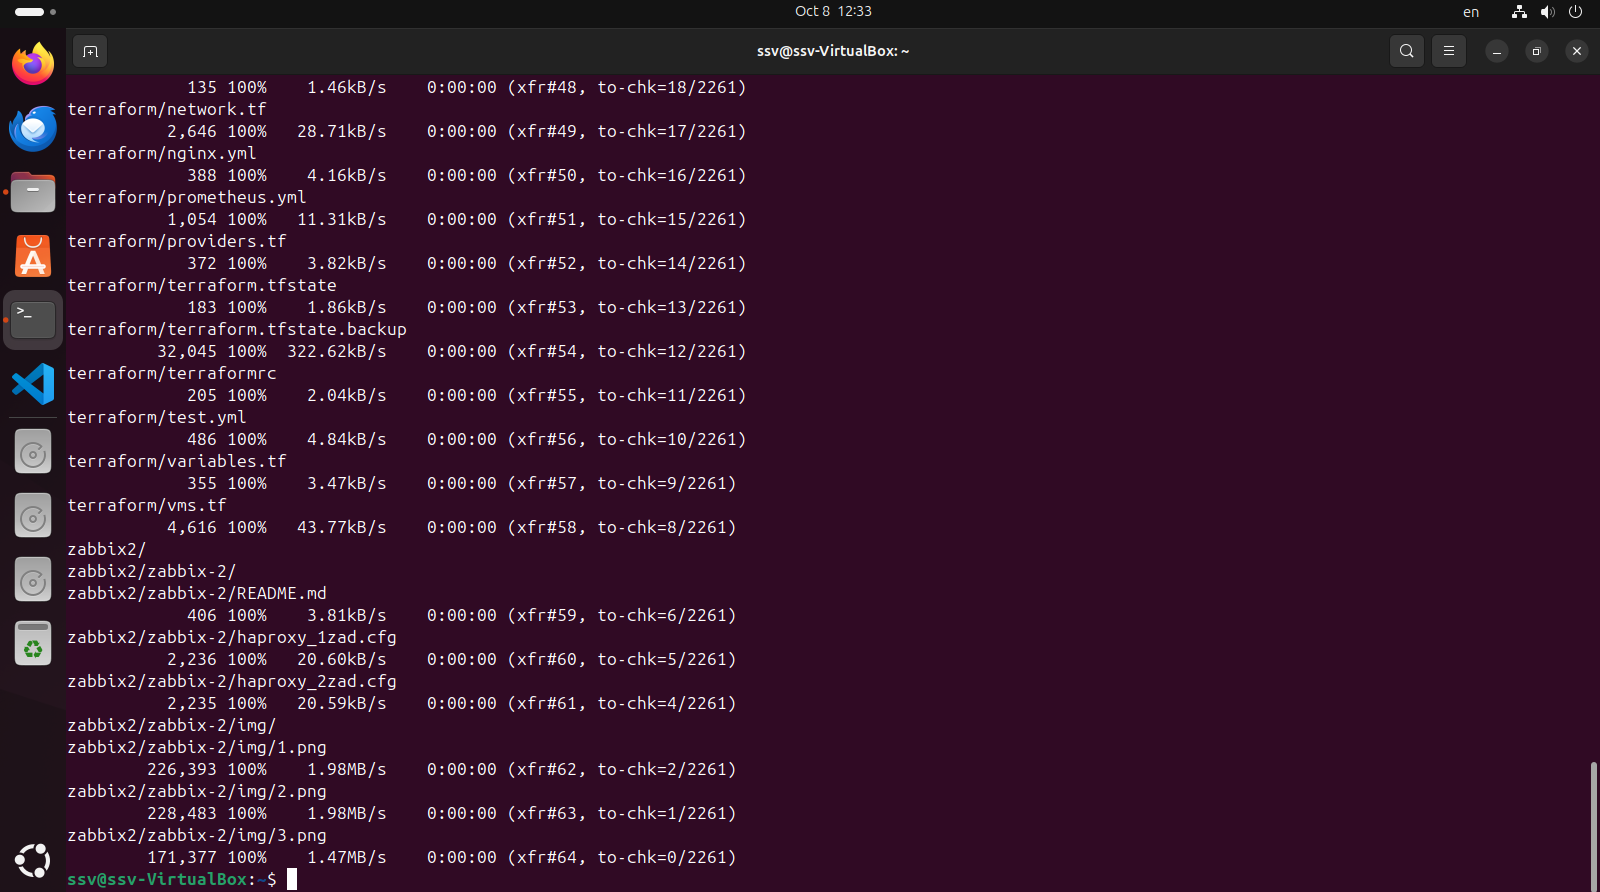 Oct 8 12:33
en
ssv@ssv-VirtualBox: ~
135 100% 1.46kB/s 0:00:00 (xfr#48, to-chk=18/2261)
terraform/network.tf
2,646 100% 28.71kB/s 0:00:00 (xfr#49, to-chk=17/2261)
terraform/nginx.yml
388 100% 4.16kB/s 0:00:00 (xfr#50, to-chk=16/2261)
terraform/prometheus.yml
1,054 100% 11.31kB/s 0:00:00 (xfr#51, to-chk=15/2261)
terraform/providers.tf
372 100% 3.82kB/s 0:00:00 (xfr#52, to-chk=14/2261)
terraform/terraform.tfstate
183 100% 1.86kB/s 0:00:00 (xfr#53, to-chk=13/2261)
terraform/terraform.tfstate.backup
32,045 100% 322.62kB/s 0:00:00 (xfr#54, to-chk=12/2261)
terraform/terraformrc
205 100% 2.04kB/s 0:00:00 (xfr#55, to-chk=11/2261)
terraform/test.yml
486 100% 4.84kB/s 0:00:00 (xfr#56, to-chk=10/2261)
terraform/variables.tf
355 100% 3.47kB/s 0:00:00 (xfr#57, to-chk=9/2261)
terraform/vms.tf
4,616 100% 43.77kB/s 0:00:00 (xfr#58, to-chk=8/2261)
zabbix2/
zabbix2/zabbix-2/
zabbix2/zabbix-2/README.md
406 100% 3.81kB/s 0:00:00 (xfr#59, to-chk=6/2261)
zabbix2/zabbix-2/haproxy_1zad.cfg
2,236 100% 20.60kB/s 0:00:00 (xfr#60, to-chk=5/2261)
zabbix2/zabbix-2/haproxy_2zad.cfg
2,235 100% 20.59kB/s 0:00:00 (xfr#61, to-chk=4/2261)
zabbix2/zabbix-2/img/
zabbix2/zabbix-2/img/1.png
226,393 100% 1.98MB/s 0:00:00 (xfr#62, to-chk=2/2261)
zabbix2/zabbix-2/img/2.png
228,483 100% 1.98MB/s 0:00:00 (xfr#63, to-chk=1/2261)
zabbix2/zabbix-2/img/3.png
171,377 100% 1.47MB/s 0:00:00 (xfr#64, to-chk=0/2261)
ssv@ssv-VirtualBox:~$